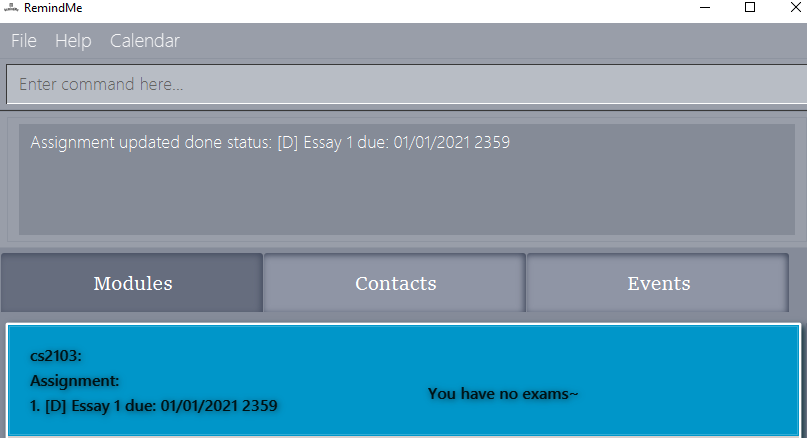 RemindMe
File Help Calendar
Enter command here...
Assignment updated done status: [D] Essay 1 due: 01/01/2021 2359
Modules Contacts Events
cs2103:
Assignment:
1. [D] Essay 1 due: 01/01/2021 2359
You have no exams~